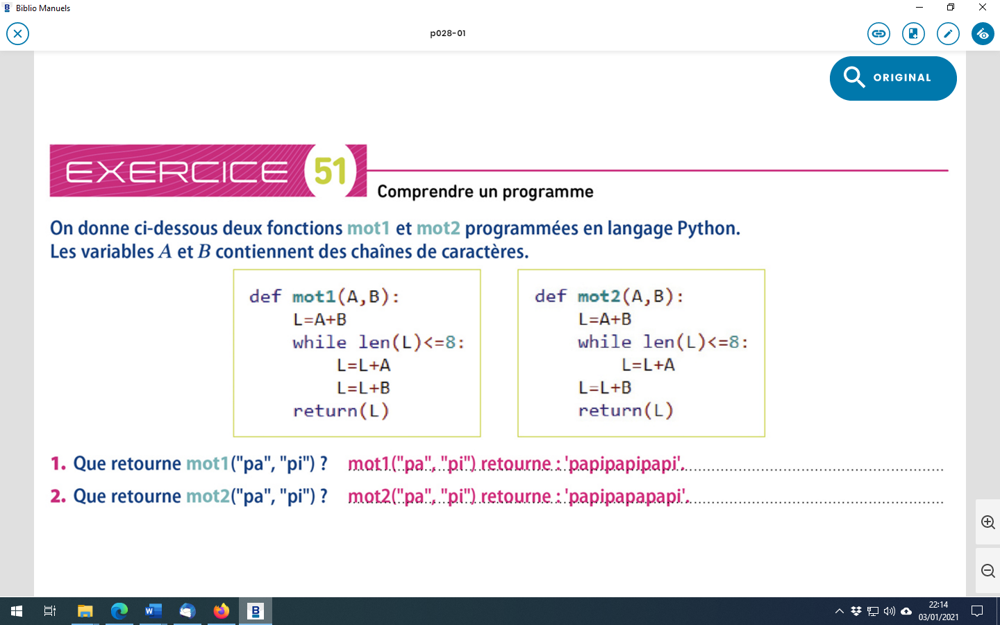 Biblio Manuels
p028-01
ORIGINAL
EXERCICE 51
Comprendre un programme
On donne ci-dessous deux fonctions mot1 et mot2 programmées en langage Python.
Les variables A et B contiennent des chaînes de caractères.
def mot1(A,B):
    L=A+B
    while len(L)<=8:
        L=L+A
        L=L+B
    return(L)
def mot2(A,B):
    L=A+B
    while len(L)<=8:
        L=L+A
    L=L+B
    return(L)
1. Que retourne mot1("pa", "pi") ? mot1("pa", "pi") retourne : 'papipapipapi'.
2. Que retourne mot2("pa", "pi") ? mot2("pa", "pi") retourne : 'papipapapapi'.
22:14
03/01/2021